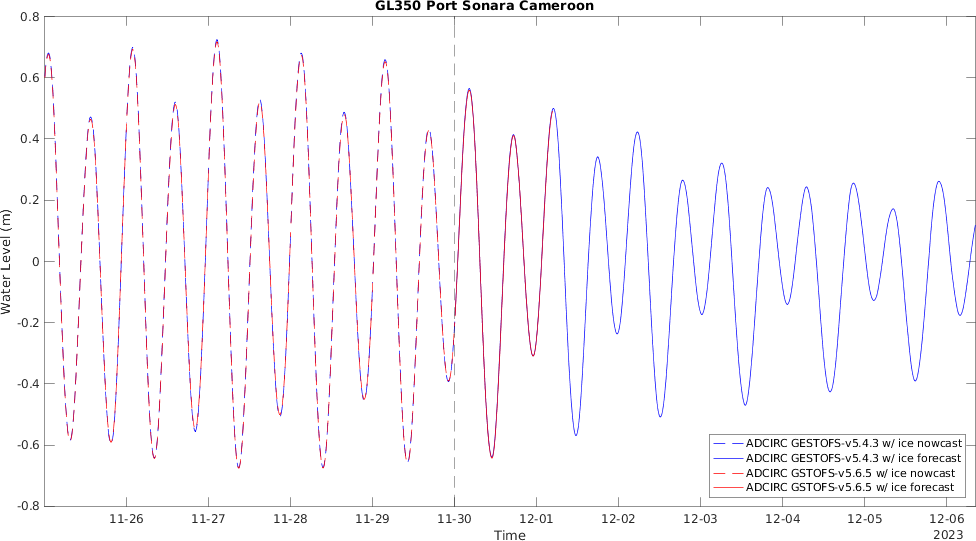 GL350 Port Sonara Cameroon
Water Level (m)
0.8
0.6
0.4
0.2
0
-0.2
-0.4
-0.6
-0.8
ADCIRC GESTOFS-v5.4.3 w/ ice nowcast
ADCIRC GESTOFS-v5.4.3 w/ ice forecast
ADCIRC GSTOFS-v5.6.5 w/ ice nowcast
ADCIRC GSTOFS-v5.6.5 w/ ice forecast
11-26 11-27 11-28 11-29 11-30 12-01 12-02 12-03 12-04 12-05 12-06
Time 2023